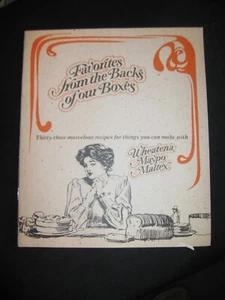 Favorites
from the Backs
of our Boxes
Thirty-three marvelous recipes for things you can make with
Wheatena
Maypo
Maltex